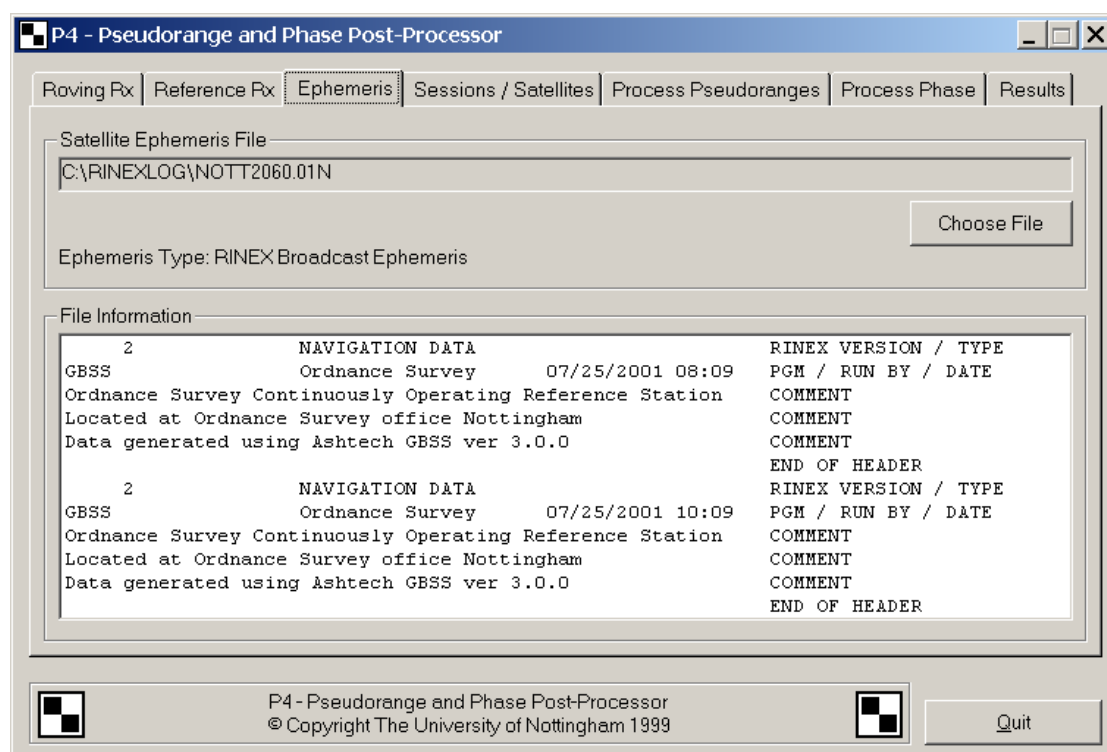 P4 - Pseudorange and Phase Post-Processor
Roving Rx Reference Rx Ephemeris Sessions / Satellites Process Pseudoranges Process Phase Results
Satellite Ephemeris File
C:\RINEXLOG\NOTT2060.01N
Choose File
Ephemeris Type: RINEX Broadcast Ephemeris
File Information
2 NAVIGATION DATA RINEX VERSION / TYPE
GBSS Ordnance Survey 07/25/2001 08:09 PGM / RUN BY / DATE
Ordnance Survey Continuously Operating Reference Station COMMENT
Located at Ordnance Survey office Nottingham COMMENT
Data generated using Ashtech GBSS ver 3.0.0 COMMENT
END OF HEADER
2 NAVIGATION DATA RINEX VERSION / TYPE
GBSS Ordnance Survey 07/25/2001 10:09 PGM / RUN BY / DATE
Ordnance Survey Continuously Operating Reference Station COMMENT
Located at Ordnance Survey office Nottingham COMMENT
Data generated using Ashtech GBSS ver 3.0.0 COMMENT
END OF HEADER
P4 - Pseudorange and Phase Post-Processor
© Copyright The University of Nottingham 1999
Quit